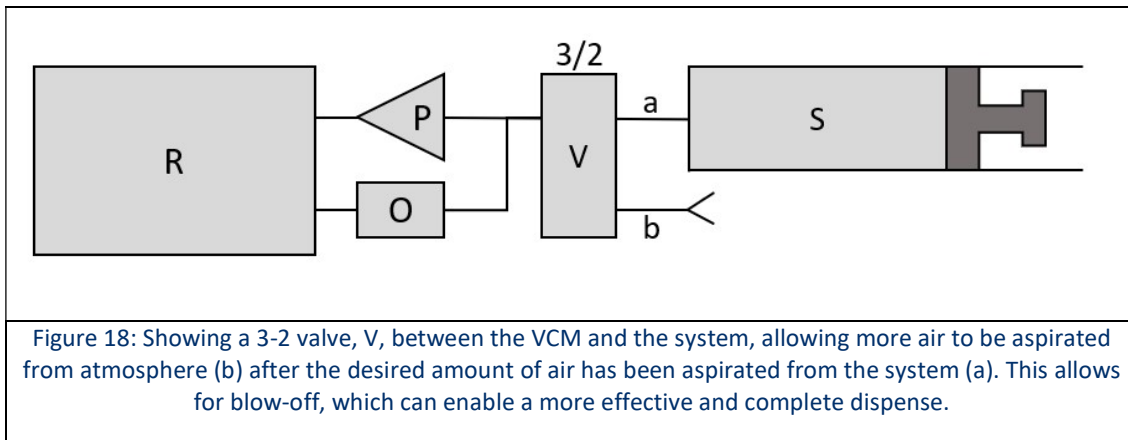 3/2
R
P
O
V
a
b
S
Figure 18: Showing a 3-2 valve, V, between the VCM and the system, allowing more air to be aspirated
from atmosphere (b) after the desired amount of air has been aspirated from the system (a). This allows
for blow-off, which can enable a more effective and complete dispense.